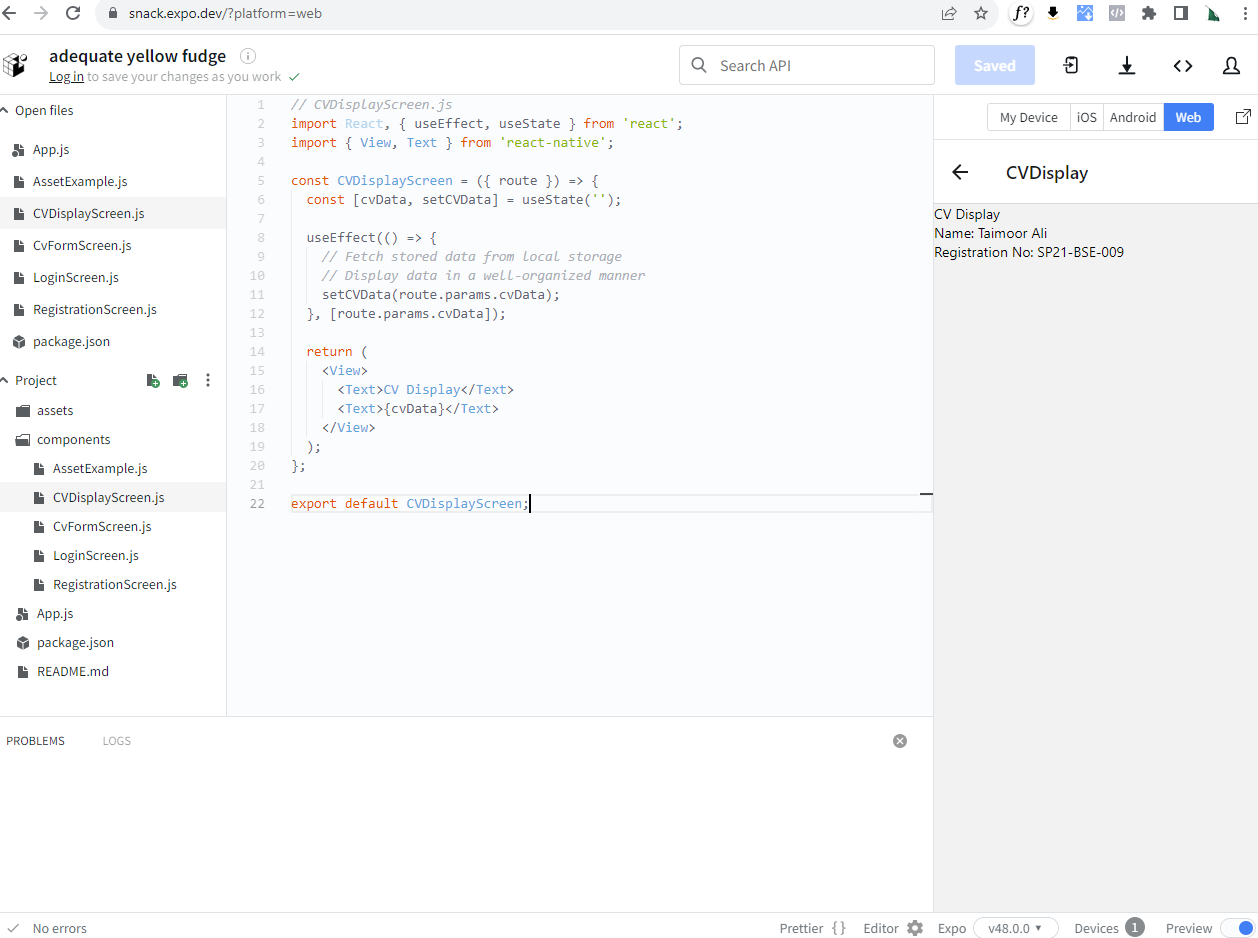 snack.expo.dev/?platform=web
f?
adequate yellow fudge
Log in to save your changes as you work
Search API
Saved
Open files
App.js
AssetExample.js
CVDisplayScreen.js
CvFormScreen.js
LoginScreen.js
RegistrationScreen.js
package.json
Project
assets
components
AssetExample.js
CVDisplayScreen.js
CvFormScreen.js
LoginScreen.js
RegistrationScreen.js
App.js
package.json
README.md
1 // CVDisplayScreen.js
2 import React, { useEffect, useState } from 'react';
3 import { View, Text } from 'react-native';
4
5 const CVDisplayScreen = ({ route }) => {
6 const [cvData, setCVData] = useState('');
7
8 useEffect(() => {
9 // Fetch stored data from local storage
10 // Display data in a well-organized manner
11 setCVData(route.params.cvData);
12 }, [route.params.cvData]);
13
14 return (
15 <View>
16 <Text>CV Display</Text>
17 <Text>{cvData}</Text>
18 </View>
19 );
20 };
21
22 export default CVDisplayScreen;
My Device iOS Android Web
CVDisplay
CV Display
Name: Taimoor Ali
Registration No: SP21-BSE-009
PROBLEMS LOGS
No errors
Prettier {} Editor Expo v48.0.0 Devices 1 Preview